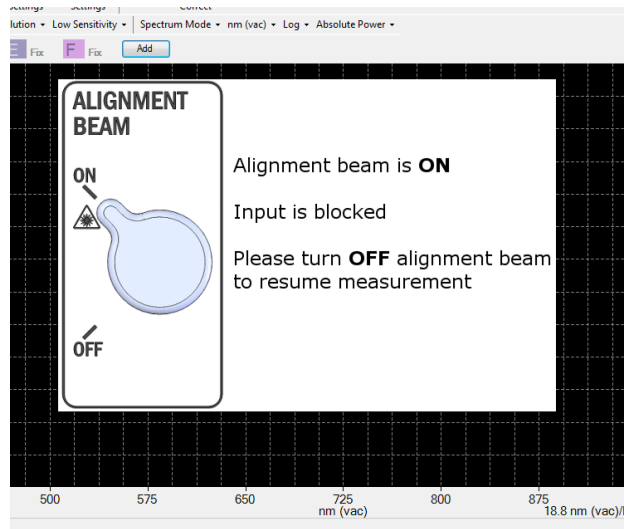 Low Sensitivity Spectrum Mode nm (vac) Log Absolute Power
E Fix F Fix Add
ALIGNMENT
BEAM
ON
OFF
Alignment beam is ON
Input is blocked
Please turn OFF alignment beam
to resume measurement
500 575 650 725 800 875
nm (vac) 18.8 nm (vac)/